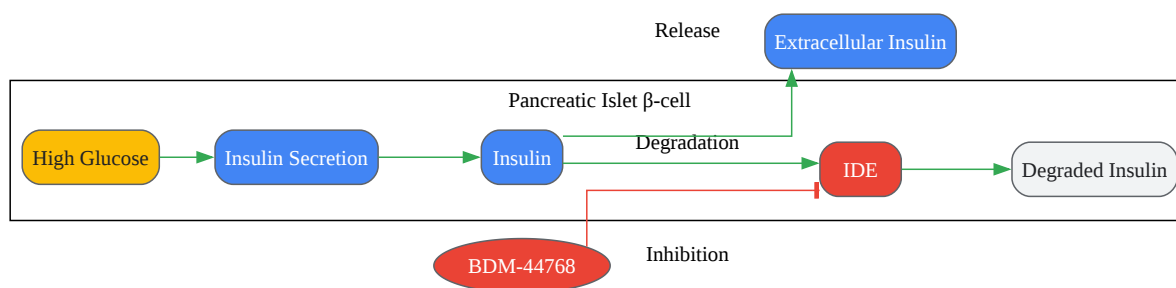 Release
Extracellular Insulin
Pancreatic Islet β-cell
High Glucose
Insulin Secretion
Insulin
Degradation
IDE
Degraded Insulin
BDM-44768
Inhibition